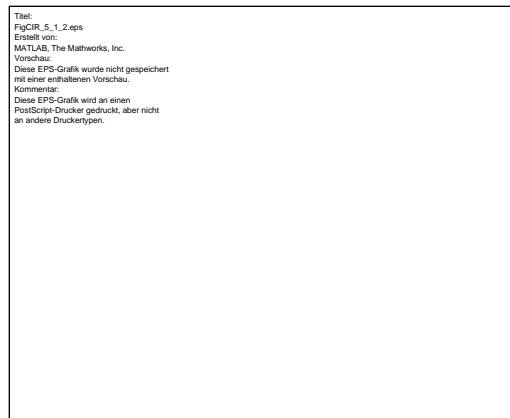 Titel:
FigCIR_5_1_2.eps
Erstellt von:
MATLAB, The Mathworks, Inc.
Vorschau:
Diese EPS-Grafik wurde nicht gespeichert
mit einer enthaltenen Vorschau.
Kommentar:
Diese EPS-Grafik wird an einen
PostScript-Drucker gedruckt, aber nicht
an andere Druckertypen.